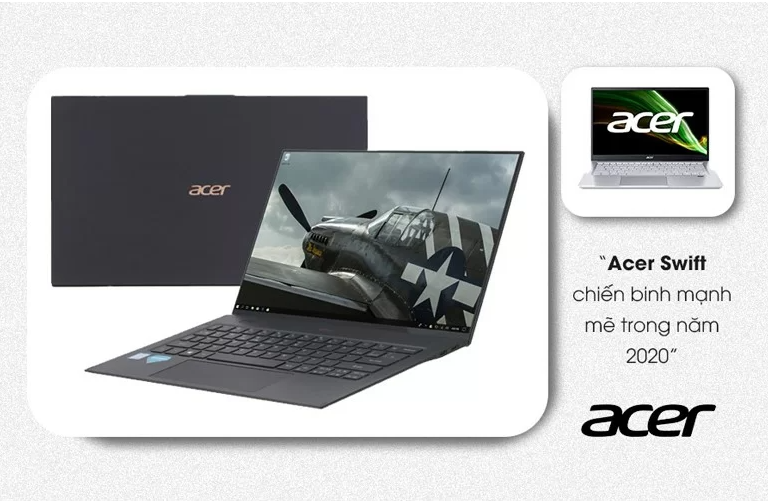 acer
acer
"Acer Swift
chiến binh mạnh
mẽ trong năm
2020"
acer